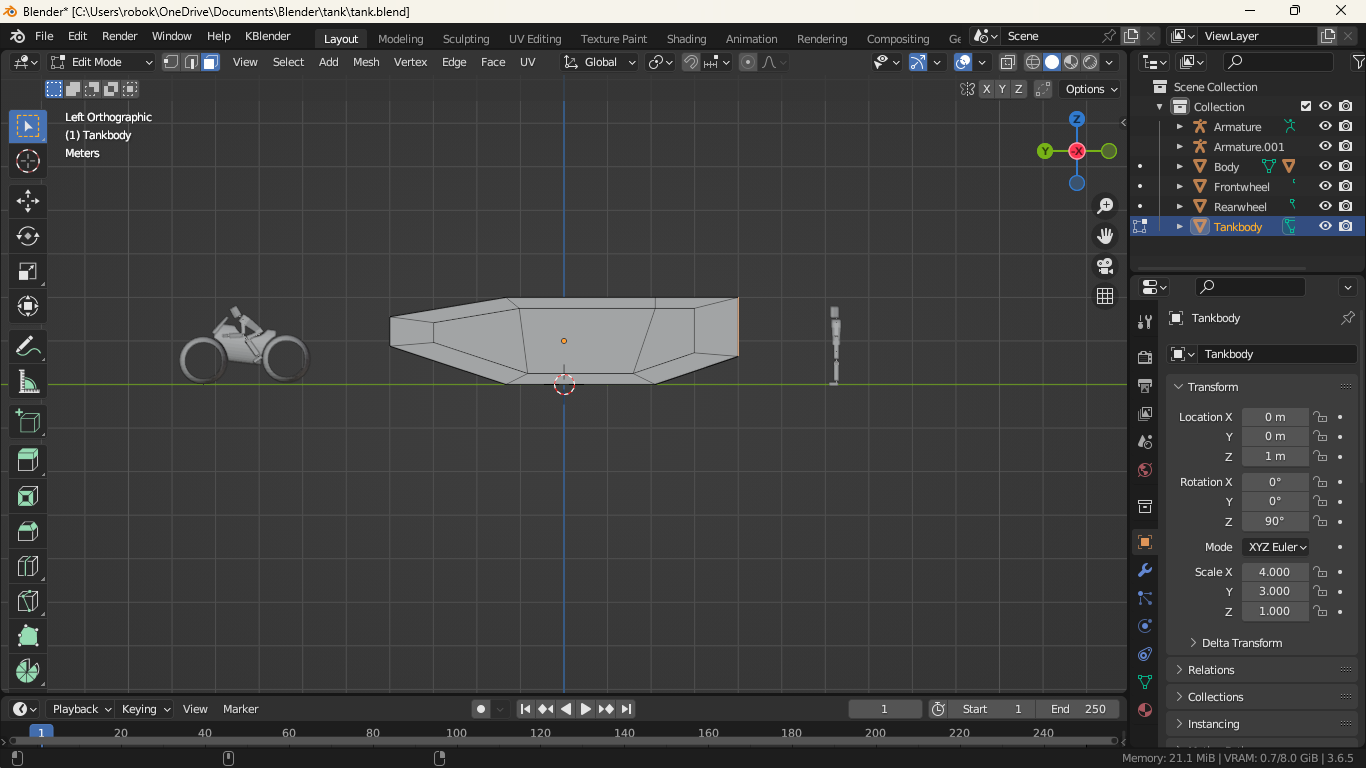 Blender* [C:\Users\robok\OneDrive\Documents\Blender\tank\tank.blend]
File Edit Render Window Help KBlender Layout Modeling Sculpting UV Editing Texture Paint Shading Animation Rendering Compositing Ge Scene ViewLayer
Edit Mode View Select Add Mesh Vertex Edge Face UV Global
X Y Z Options
Left Orthographic
(1) Tankbody
Meters
Z
Y
-X
Scene Collection
Collection
Armature
Armature.001
Body
Frontwheel
Rearwheel
Tankbody
Tankbody
Tankbody
Transform
Location X 0 m
Y 0 m
Z 1 m
Rotation X 0°
Y 0°
Z 90°
Mode XYZ Euler
Scale X 4.000
Y 3.000
Z 1.000
Delta Transform
Relations
Collections
Instancing
Playback Keying View Marker 1 Start 1 End 250
1 20 40 60 80 100 120 140 160 180 200 220 240
Memory: 21.1 MiB | VRAM: 0.7/8.0 GiB | 3.6.5